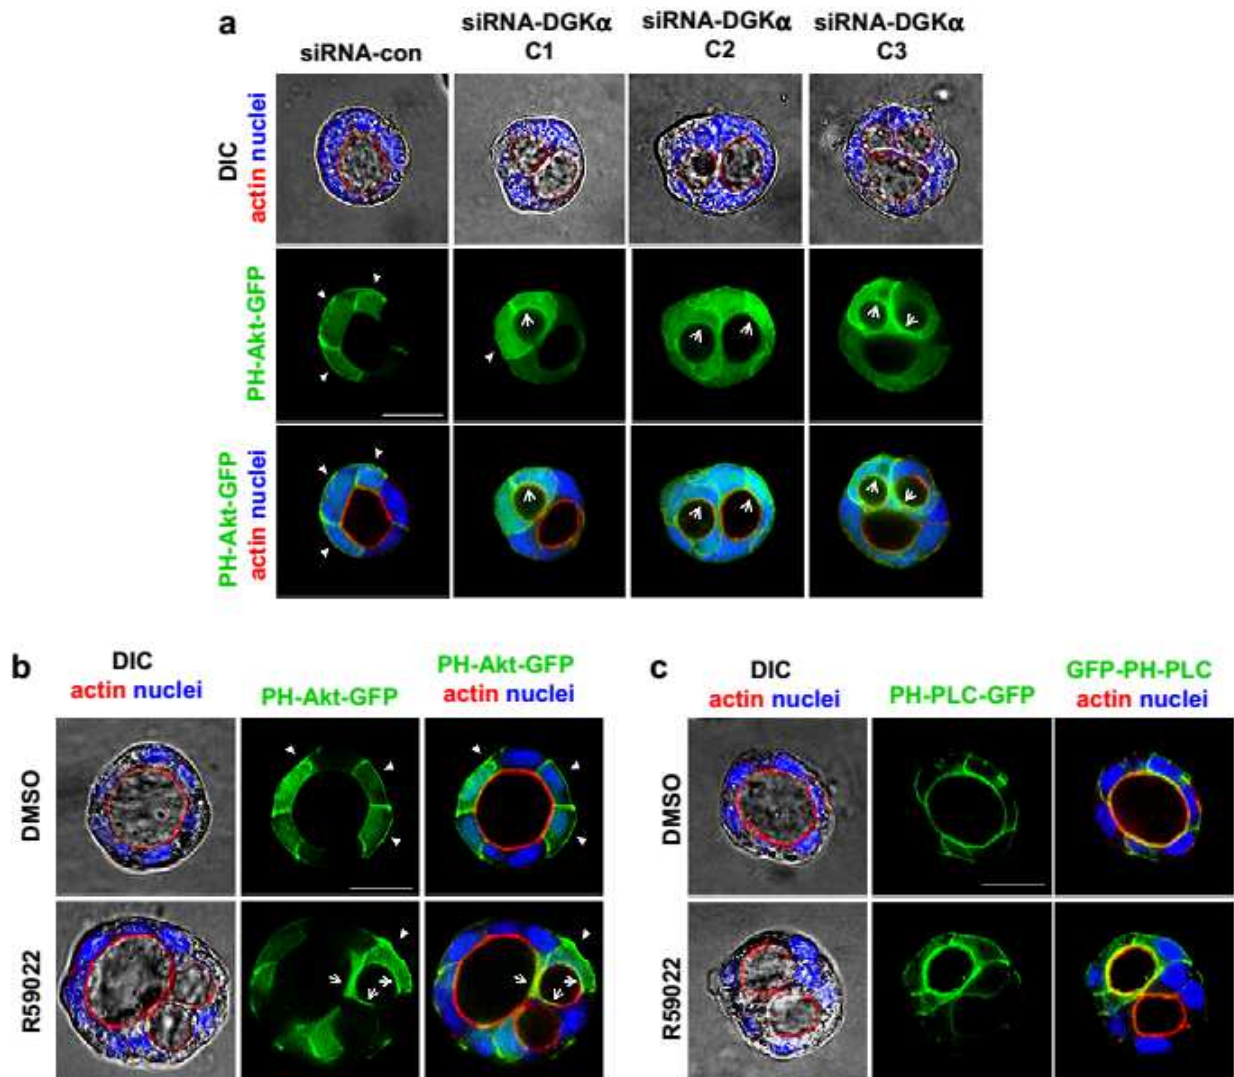 a
siRNA-con
siRNA-DGKα
C1
siRNA-DGKα
C2
siRNA-DGKα
C3
DIC
actin nuclei
PH-Akt-GFP
PH-Akt-GFP
actin nuclei
b
DIC
actin nuclei
PH-Akt-GFP
PH-Akt-GFP
actin nuclei
DMSO
R59022
c
DIC
actin nuclei
PH-PLC-GFP
GFP-PH-PLC
actin nuclei
DMSO
R59022